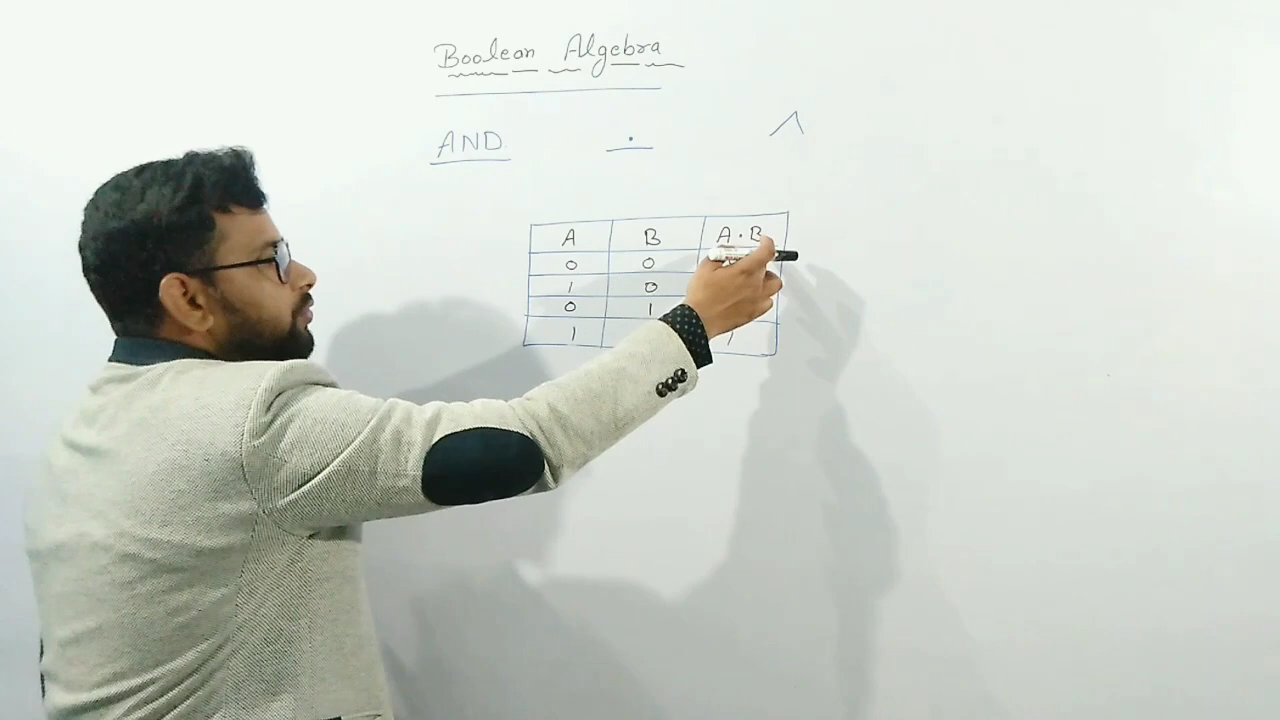 Boolean Algebra
AND . ∧
A B A · B
0 0
1 0
0 1
1 1